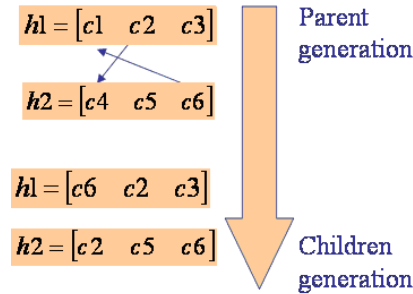 h1 = [c1 c2 c3]
Parent
generation
h2 = [c4 c5 c6]
h1 = [c6 c2 c3]
h2 = [c2 c5 c6]
Children
generation